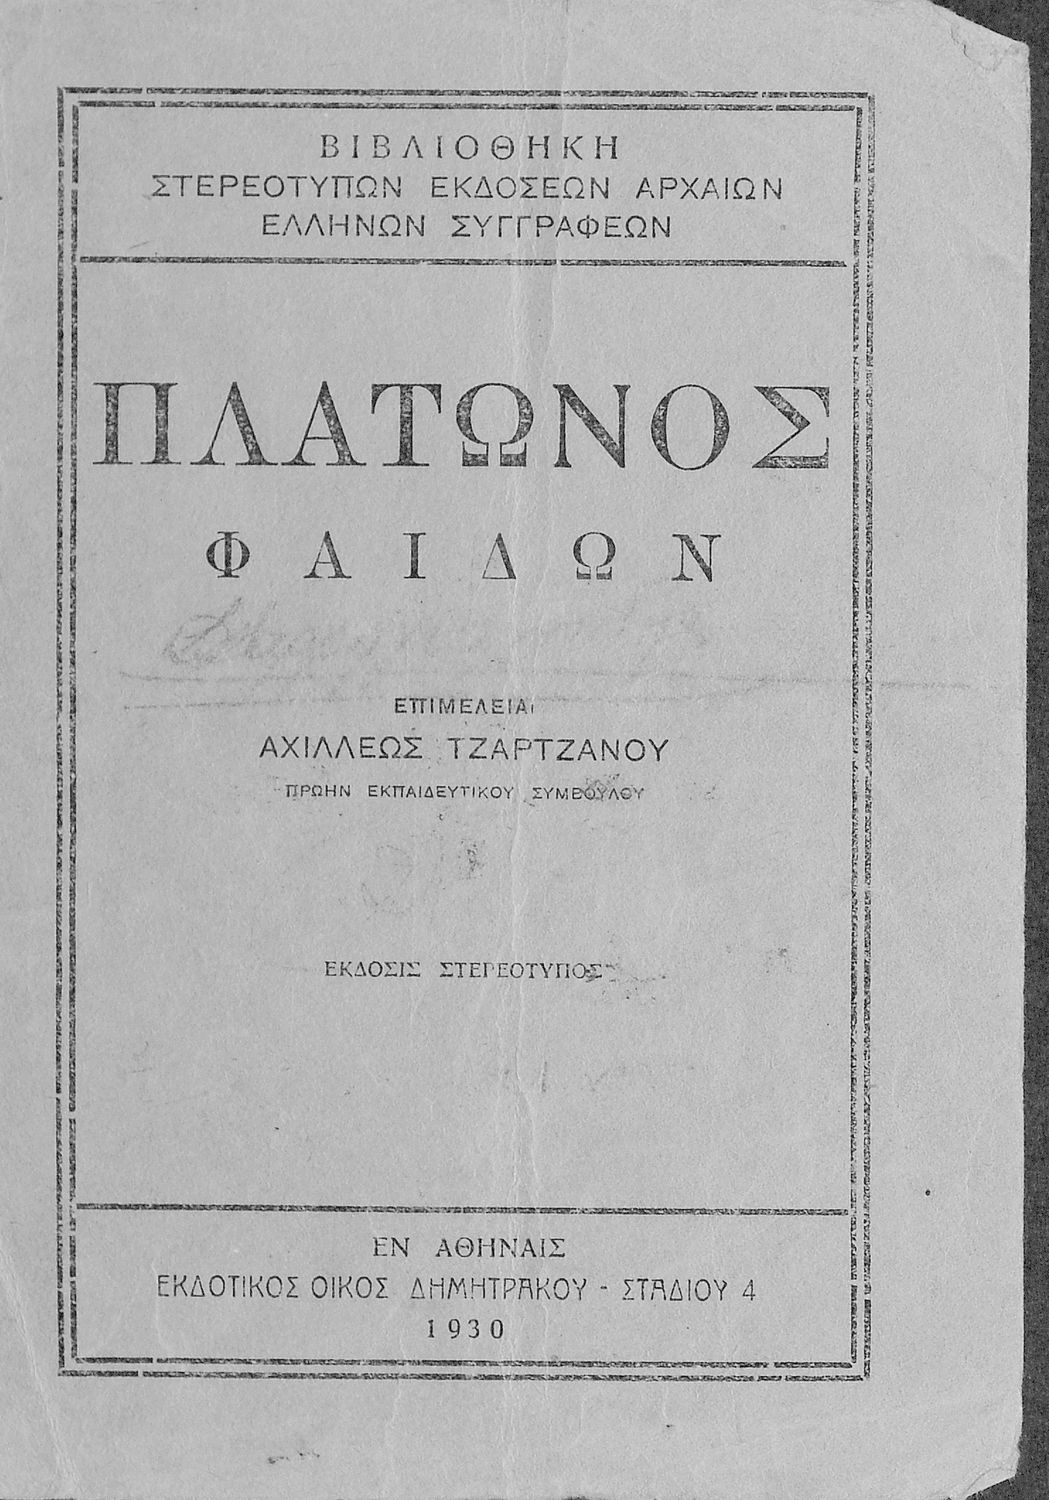 ΒΙΒΛΙΟΘΗΚΗ
ΣΤΕΡΕΟΤΥΠΩΝ ΕΚΔΟΣΕΩΝ ΑΡΧΑΙΩΝ
ΕΛΛΗΝΩΝ ΣΥΓΓΡΑΦΕΩΝ
ΠΛΑΤΩΝΟΣ
ΦΑΙΔΩΝ
ΕΠΙΜΕΛΕΙΑι
ΑΧΙΛΛΕΩΣ ΤΖΑΡΤΖΑΝΟΥ
ΠΡΩΗΝ ΕΚΠΑΙΔΕΥΤΙΚΟΥ ΣΥΜΒΟΥΛΟΥ
ΕΚΔΟΣΙΣ ΣΤΕΡΕΟΤΥΠΟΣ
ΕΝ ΑΘΗΝΑΙΣ
ΕΚΔΟΤΙΚΟΣ ΟΙΚΟΣ ΔΗΜΗΤΡΑΚΟΥ - ΣΤΑΔΙΟΥ 4
1930